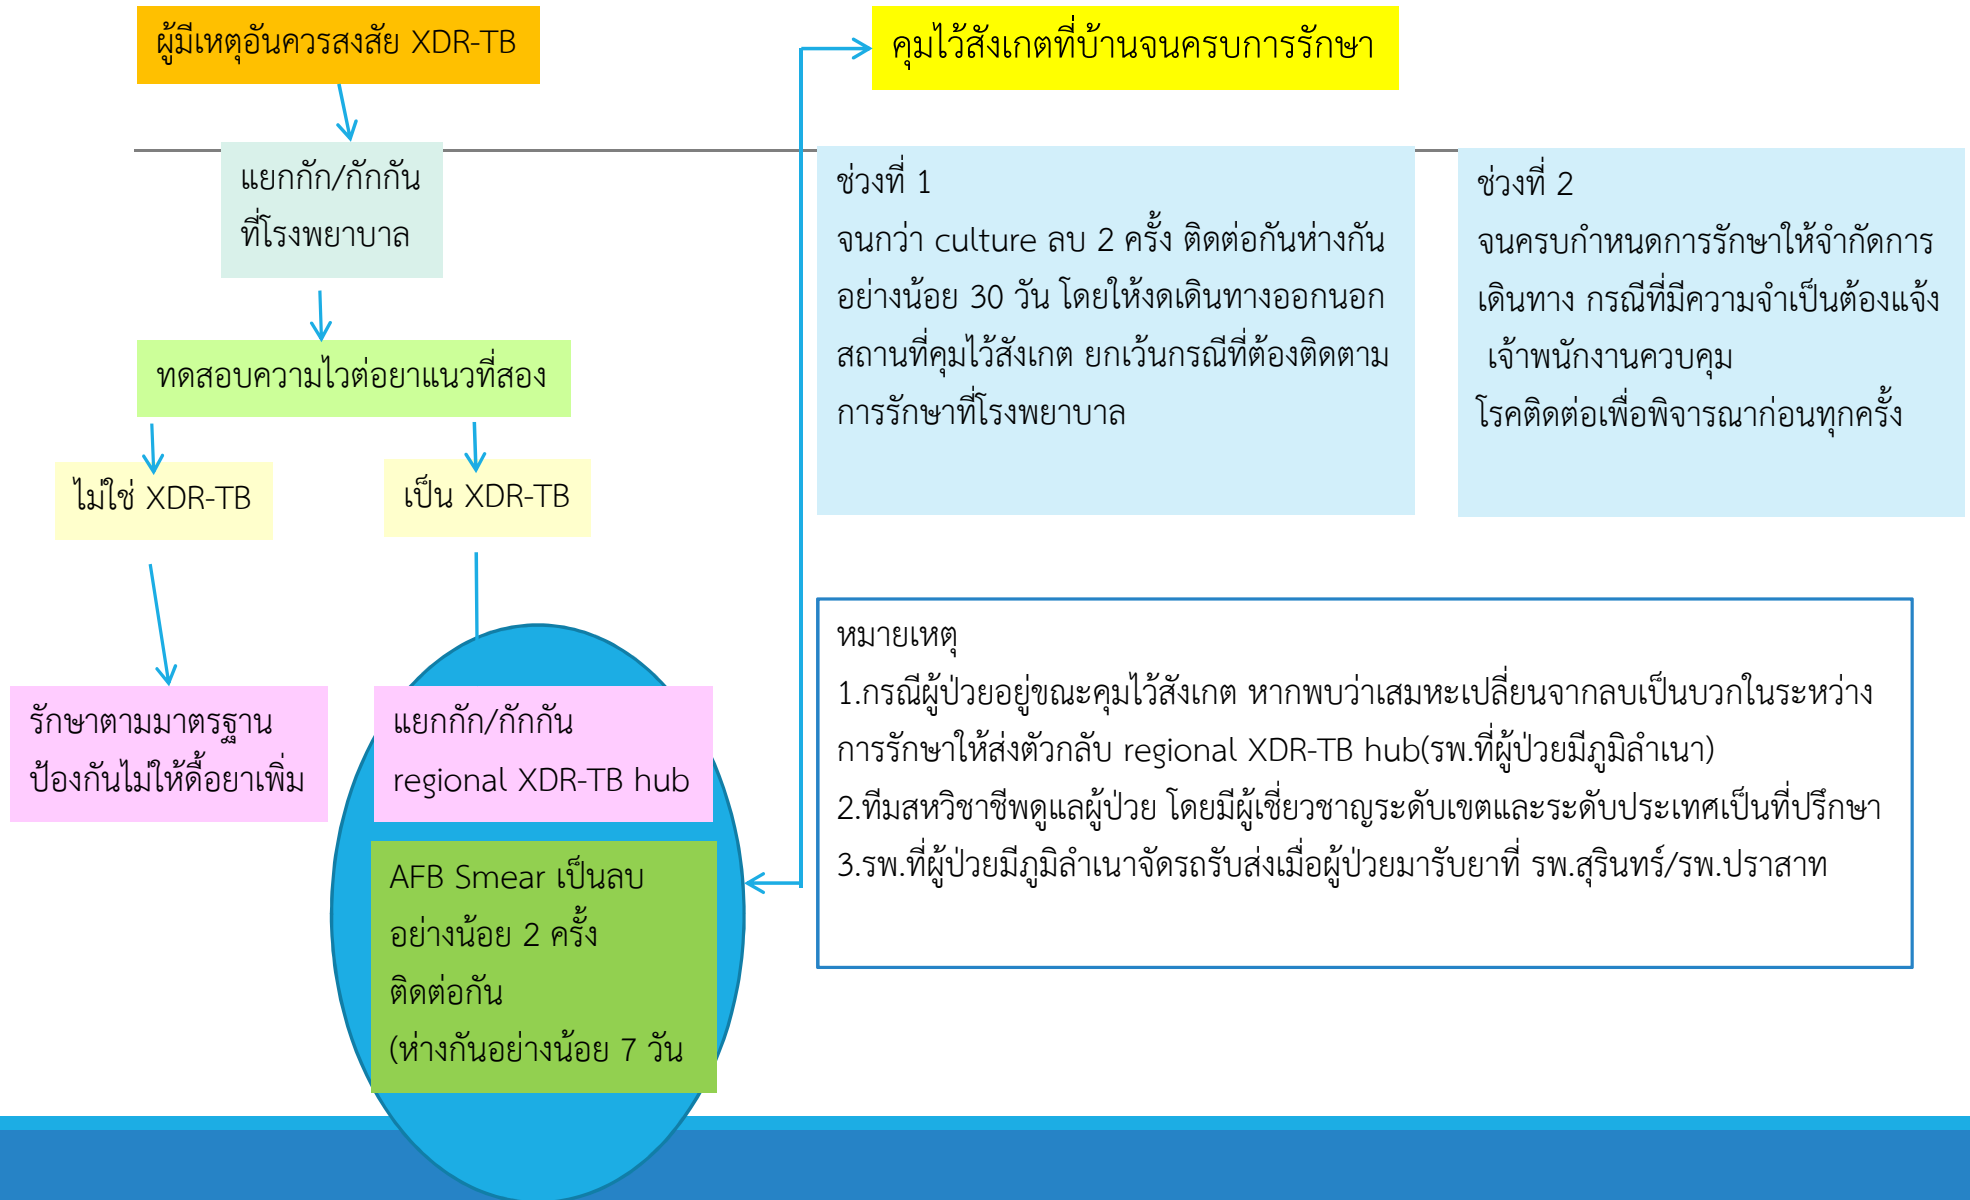 ผู้มีเหตุอันควรสงสัย XDR-TB
แยกกัก/กักกัน
ที่โรงพยาบาล
ทดสอบความไวต่อยาแนวที่สอง
ไม่ใช่ XDR-TB
เป็น XDR-TB
รักษาตามมาตรฐาน
ป้องกันไม่ให้ดื้อยาเพิ่ม
แยกกัก/กักกัน
regional XDR-TB hub
AFB Smear เป็นลบ
อย่างน้อย 2 ครั้ง
ติดต่อกัน
(ห่างกันอย่างน้อย 7 วัน
คุมไว้สังเกตที่บ้านจนครบการรักษา
ช่วงที่ 1
จนกว่า culture ลบ 2 ครั้ง ติดต่อกันห่างกัน
อย่างน้อย 30 วัน โดยให้งดเดินทางออกนอก
สถานที่คุมไว้สังเกต ยกเว้นกรณีที่ต้องติดตาม
การรักษาที่โรงพยาบาล
ช่วงที่ 2
จนครบกำหนดการรักษาให้จำกัดการ
เดินทาง กรณีที่มีความจำเป็นต้องแจ้ง
เจ้าพนักงานควบคุม
โรคติดต่อเพื่อพิจารณาก่อนทุกครั้ง
หมายเหตุ
1.กรณีผู้ป่วยอยู่ขณะคุมไว้สังเกต หากพบว่าเสมหะเปลี่ยนจากลบเป็นบวกในระหว่าง
การรักษาให้ส่งตัวกลับ regional XDR-TB hub(รพ.ที่ผู้ป่วยมีภูมิลำเนา)
2.ทีมสหวิชาชีพดูแลผู้ป่วย โดยมีผู้เชี่ยวชาญระดับเขตและระดับประเทศเป็นที่ปรึกษา
3.รพ.ที่ผู้ป่วยมีภูมิลำเนาจัดรถรับส่งเมื่อผู้ป่วยมารับยาที่ รพ.สุรินทร์/รพ.ปราสาท